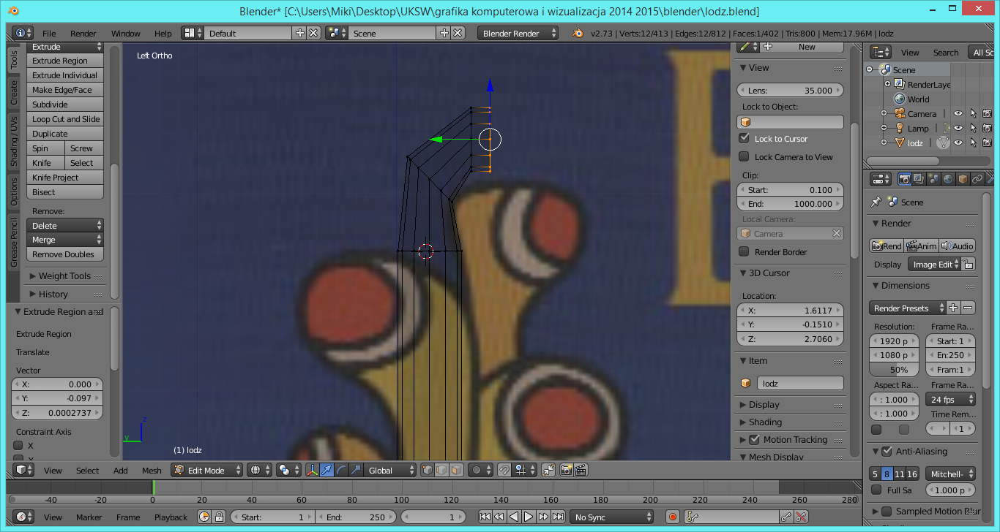 Blender* [C:\Users\Miki\Desktop\UKSW\grafika komputerowa i wizualizacja 2014 2015\blender\lodz.blend]
File Render Window Help Default Scene Blender Render v2.73 | Verts:12/413 | Edges:12/812 | Faces:1/402 | Tris:800 | Mem:17.96M | lodz
Tools
Create
Shading / UVs
Options
Grease Pencil
Extrude
Extrude Region
Extrude Individual
Make Edge/Face
Subdivide
Loop Cut and Slide
Duplicate
Spin Screw
Knife Select
Knife Project
Bisect
Remove:
Delete
Merge
Remove Doubles
Weight Tools
History
Extrude Region and
Extrude Region
Translate
Vector
X: 0.000
Y: -0.097
Z: 0.0002737
Constraint Axis
X
Left Ortho
z
y
(1) lodz
New
View
Lens: 35.000
Lock to Object:
Lock to Cursor
Lock Camera to View
Clip:
Start: 0.100
End: 1000.000
Local Camera:
Camera
Render Border
3D Cursor
Location:
X: 1.6117
Y: -0.1510
Z: 2.7060
Item
lodz
Display
Shading
Motion Tracking
Mesh Display
View Search All Sc
Scene
RenderLaye
World
Camera
Lamp
lodz
Scene
Render
Rend Anim Audio
Display Image Edit
Dimensions
Render Presets
Resolution: Frame Ra...
1920 p Start: 1
1080 p En:250
50% Fram:1
Aspect Ra... Frame Ra...
: 1.000 24 fps
: 1.000 Time Rem...
1
Anti-Aliasing
5 8 11 16 Mitchell-
Full Sa 1.000 p
Sampled Motion Blur
View Select Add Mesh Edit Mode Global
-40 -20 0 20 40 60 80 100 120 140 160 180 200 220 240 260 280
View Marker Frame Playback Start: 1 End: 250 1 No Sync